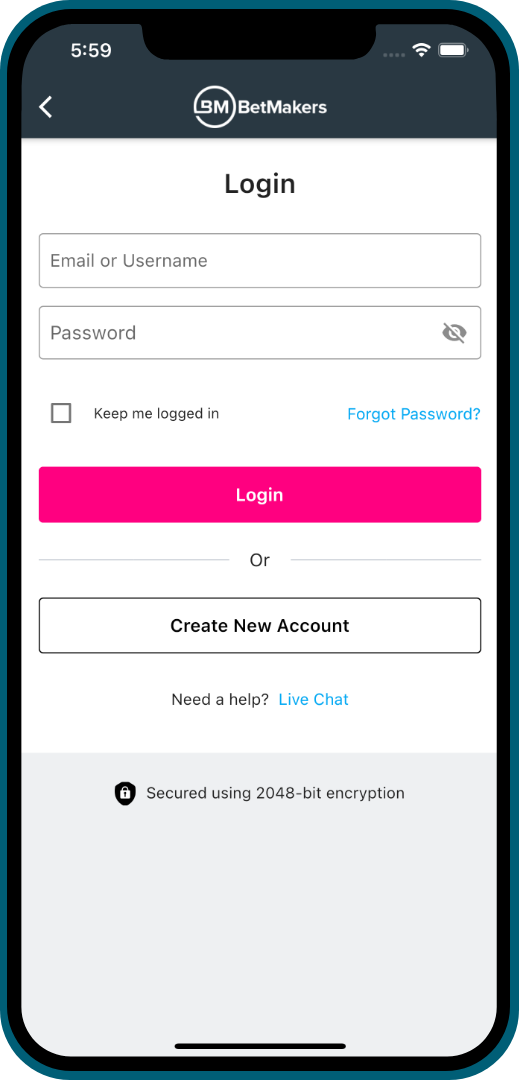 5:59
BM BetMakers
Login
Email or Username
Password
Keep me logged in Forgot Password?
Login
Or
Create New Account
Need a help? Live Chat
Secured using 2048-bit encryption